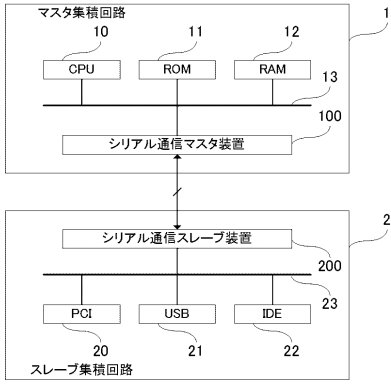 マスタ集積回路
1
10
11
12
CPU
ROM
RAM
13
100
シリアル通信マスタ装置
2
シリアル通信スレーブ装置
200
23
PCI
USB
IDE
20
21
22
スレーブ集積回路